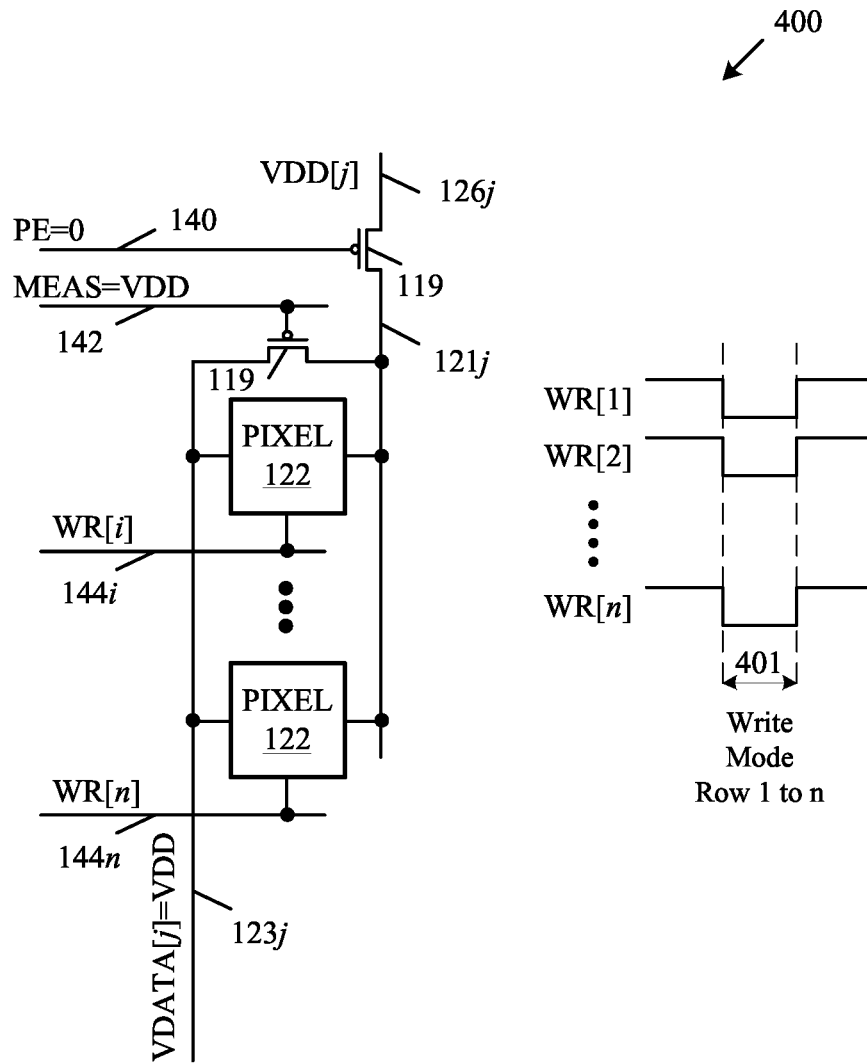 400
VDD[j]
126j
PE=0
140
119
MEAS=VDD
142
121j
119
PIXEL
122
WR[i]
144i
PIXEL
122
WR[n]
144n
VDATA[j]=VDD
123j
WR[1]
WR[2]
WR[n]
401
Write
Mode
Row 1 to n